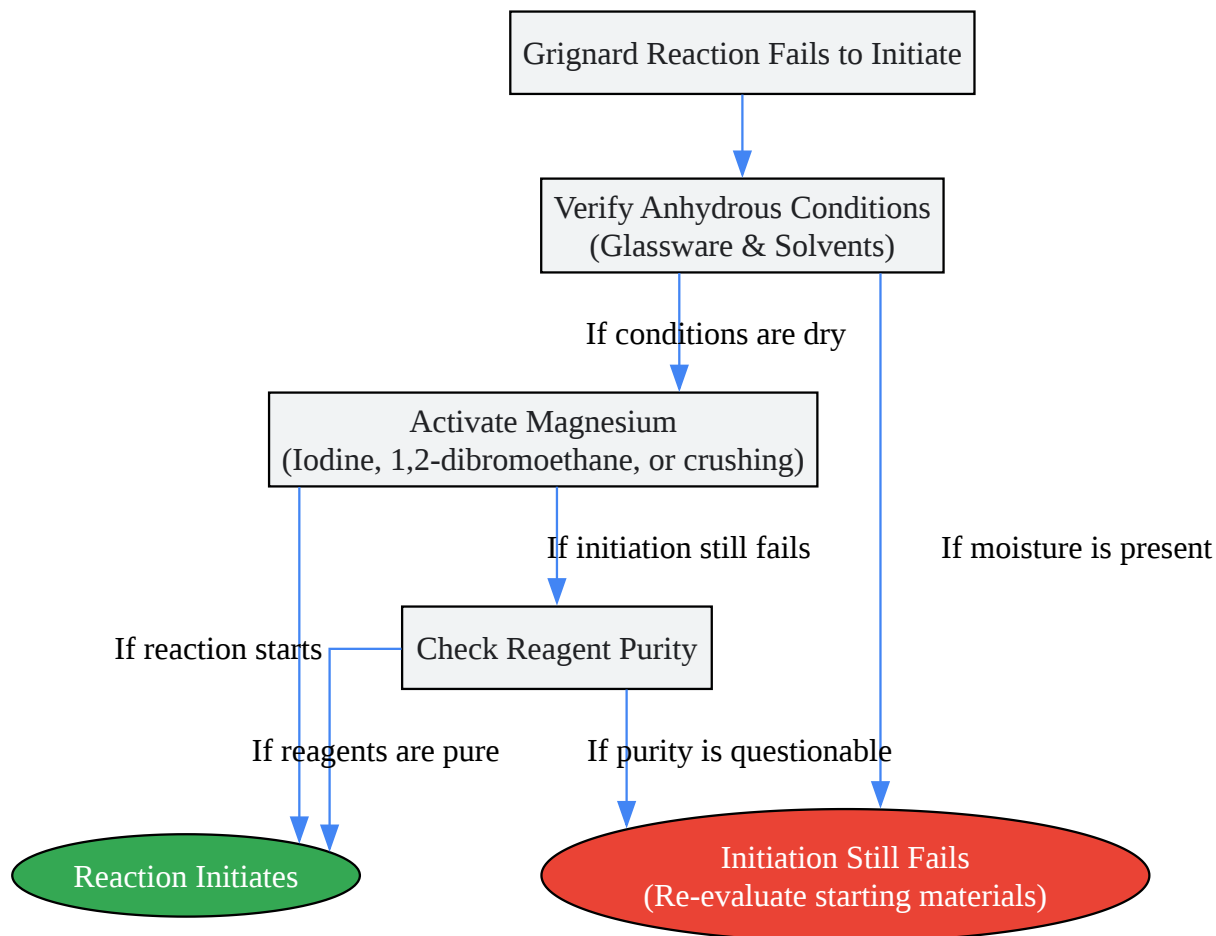 Grignard Reaction Fails to Initiate
Verify Anhydrous Conditions
(Glassware & Solvents)
If conditions are dry
Activate Magnesium
(Iodine, 1,2-dibromoethane, or crushing)
If initiation still fails
If moisture is present
If reaction starts
Check Reagent Purity
If reagents are pure
If purity is questionable
Reaction Initiates
Initiation Still Fails
(Re-evaluate starting materials)